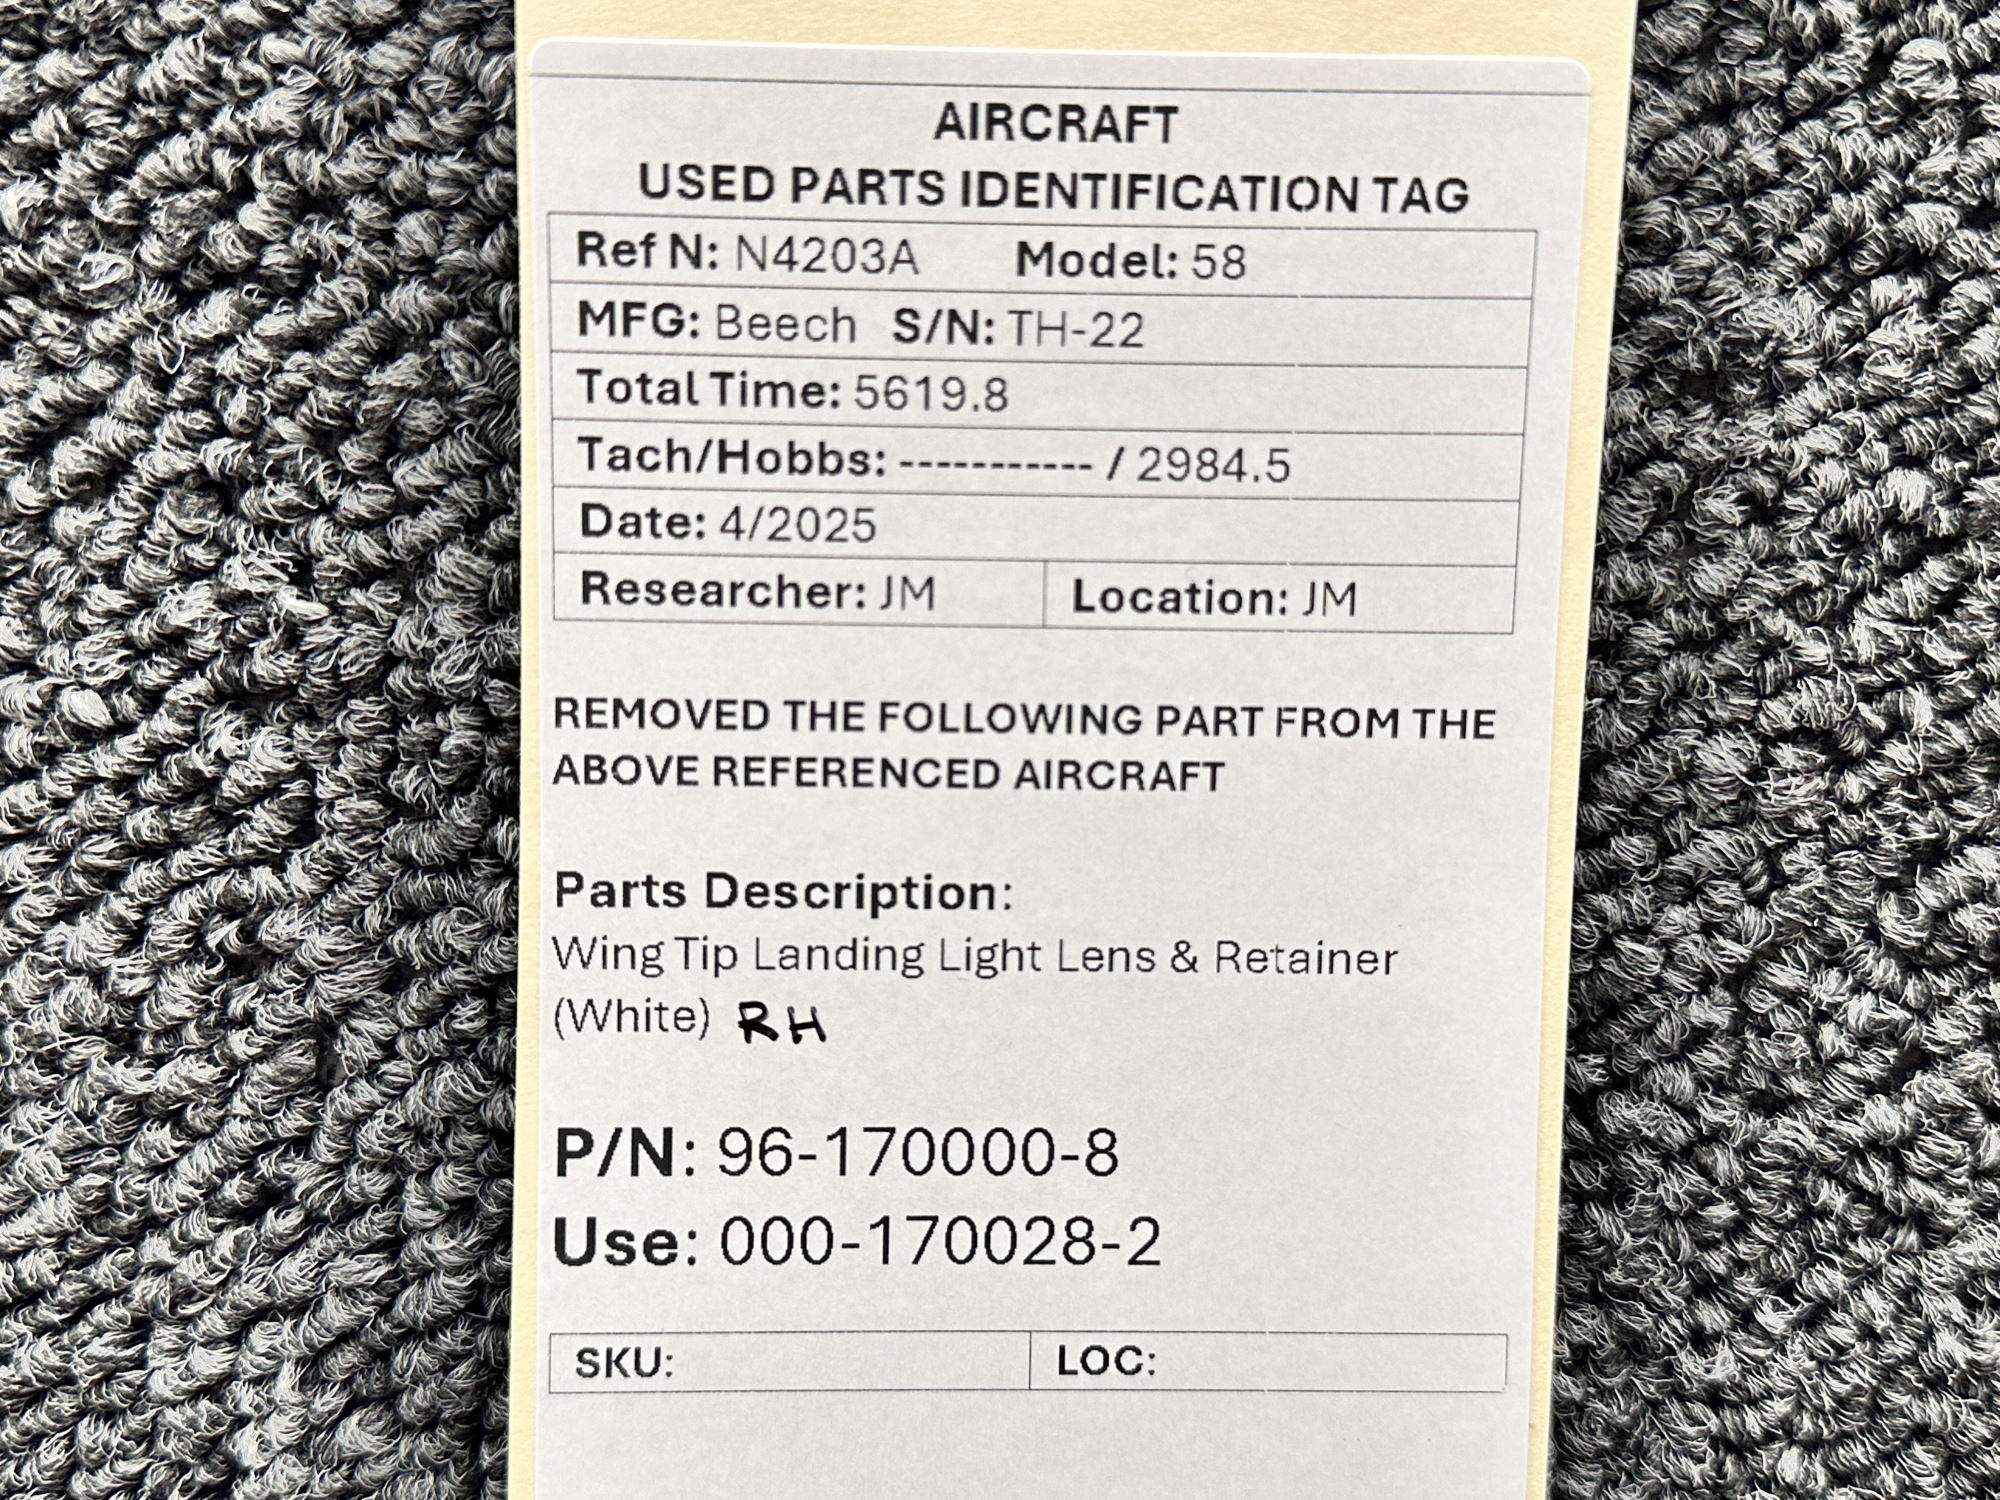 AIRCRAFT
USED PARTS IDENTIFICATION TAG
Ref N: N4203A Model: 58
MFG: Beech S/N: TH-22
Total Time: 5619.8
Tach/Hobbs: ----------- / 2984.5
Date: 4/2025
Researcher: JM Location: JM
REMOVED THE FOLLOWING PART FROM THE
ABOVE REFERENCED AIRCRAFT
Parts Description:
Wing Tip Landing Light Lens & Retainer
(White) RH
P/N: 96-170000-8
Use: 000-170028-2
SKU: LOC: